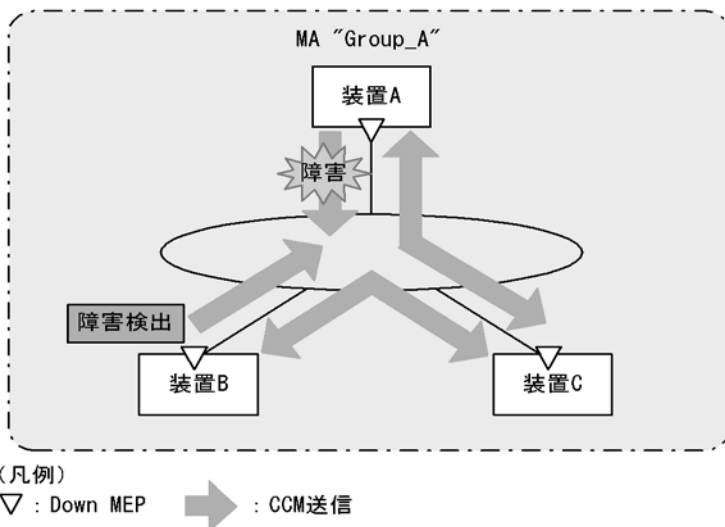 MA "Group_A"
装置A
障害
障害検出
装置B
装置C
(凡例)
▽ : Down MEP
: CCM送信